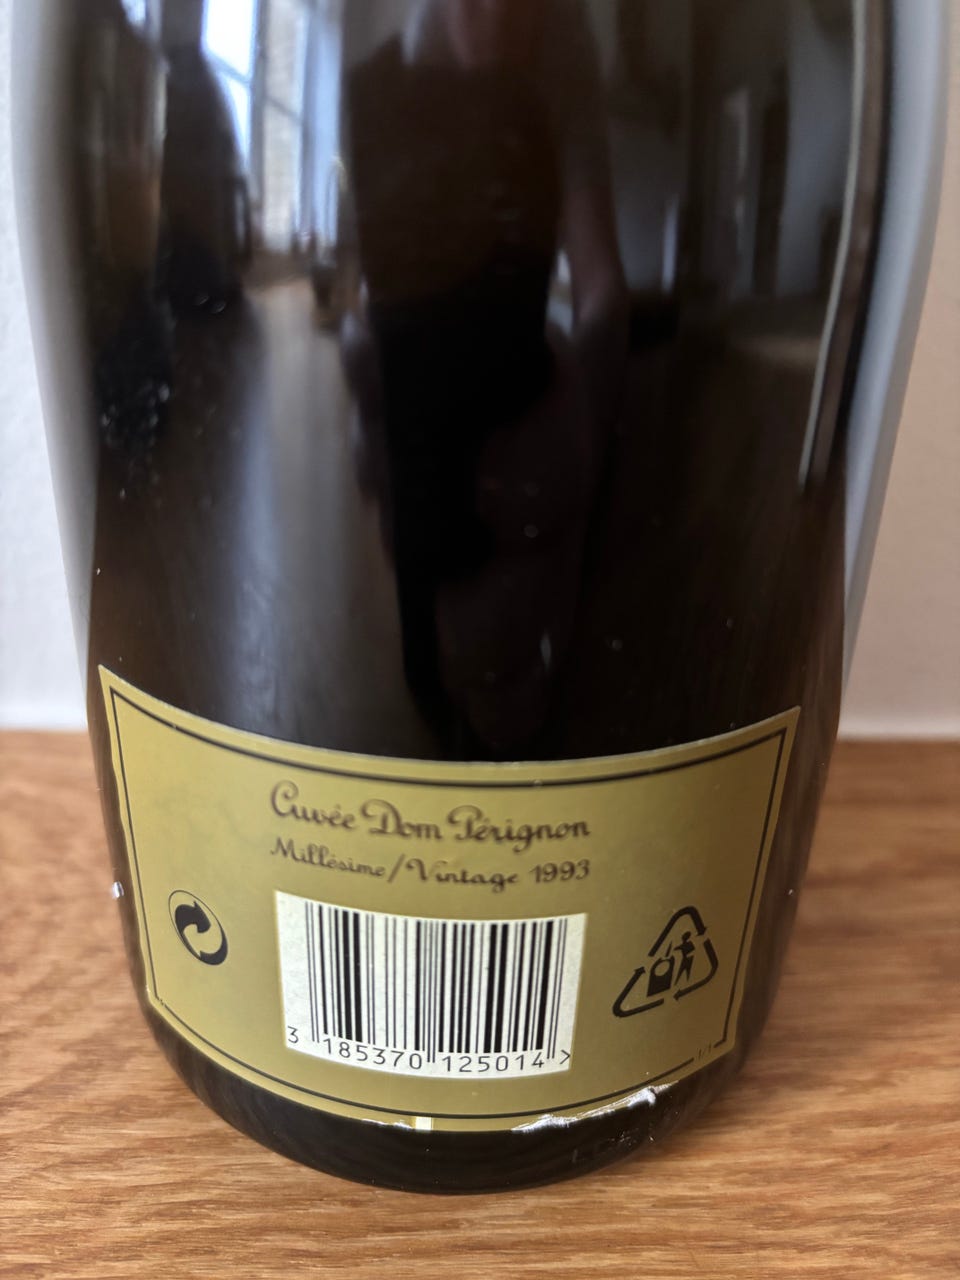 Cuvée Dom Pérignon
Millésime/Vintage 1993
3 185370 125014 >